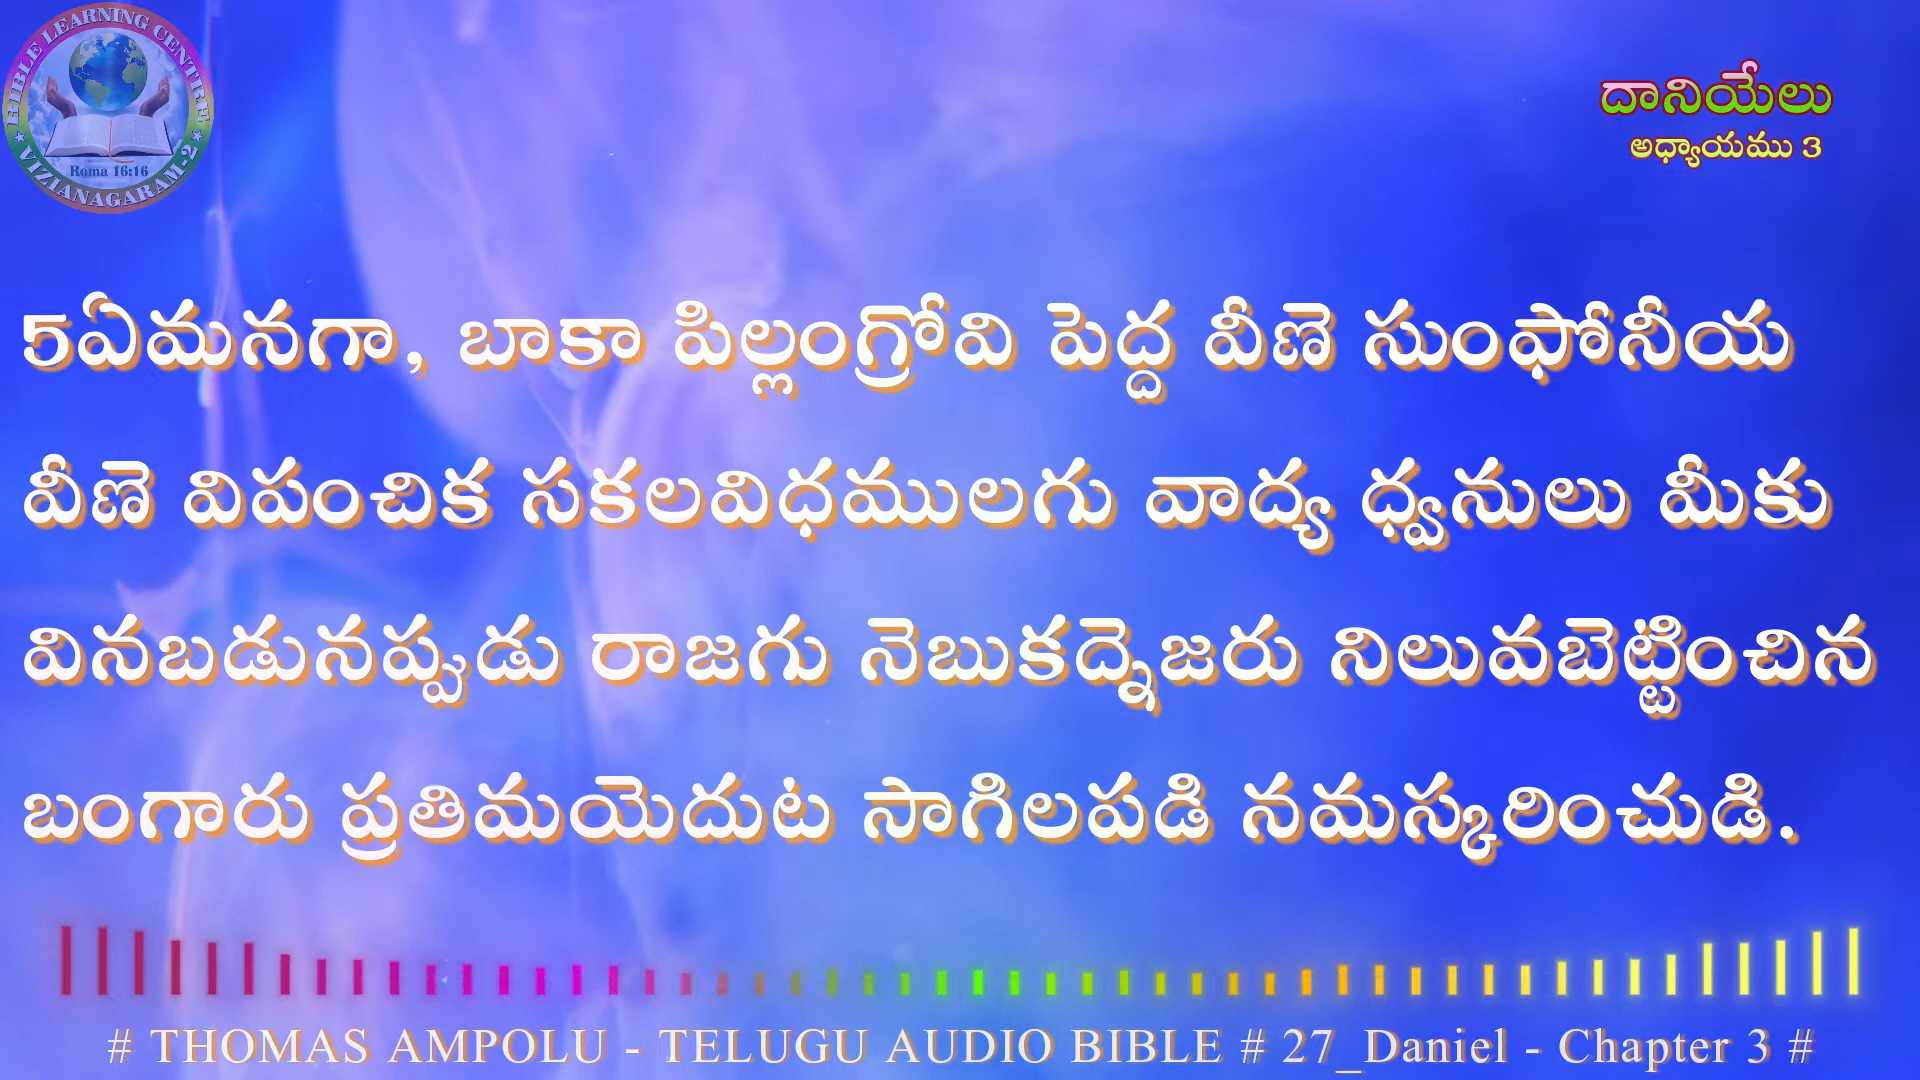 BIBLE LEARNING CENTRE
★ VIZIANAGARAM-2 ★
Roma 16:16
దానియేలు
అధ్యాయము 3
5ఏమనగా, బాకా పిల్లంగ్రోవి పెద్ద వీణె సుంఫోనీయ
వీణె విపంచిక సకలవిధములగు వాద్య ధ్వనులు మీకు
వినబడునప్పుడు రాజగు నెబుకద్నెజరు నిలువబెట్టించిన
బంగారు ప్రతిమయెదుట సాగిలపడి నమస్కరించుడి.
# THOMAS AMPOLU - TELUGU AUDIO BIBLE # 27_Daniel - Chapter 3 #